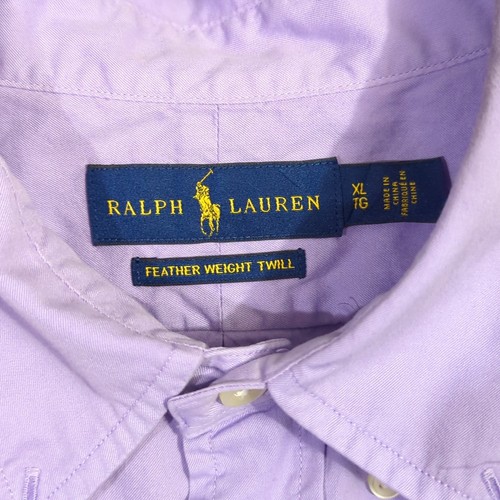 RALPH LAUREN
XL
TG
MADE IN
CHINA
FABRIQUÉ EN
CHINE
FEATHER WEIGHT TWILL